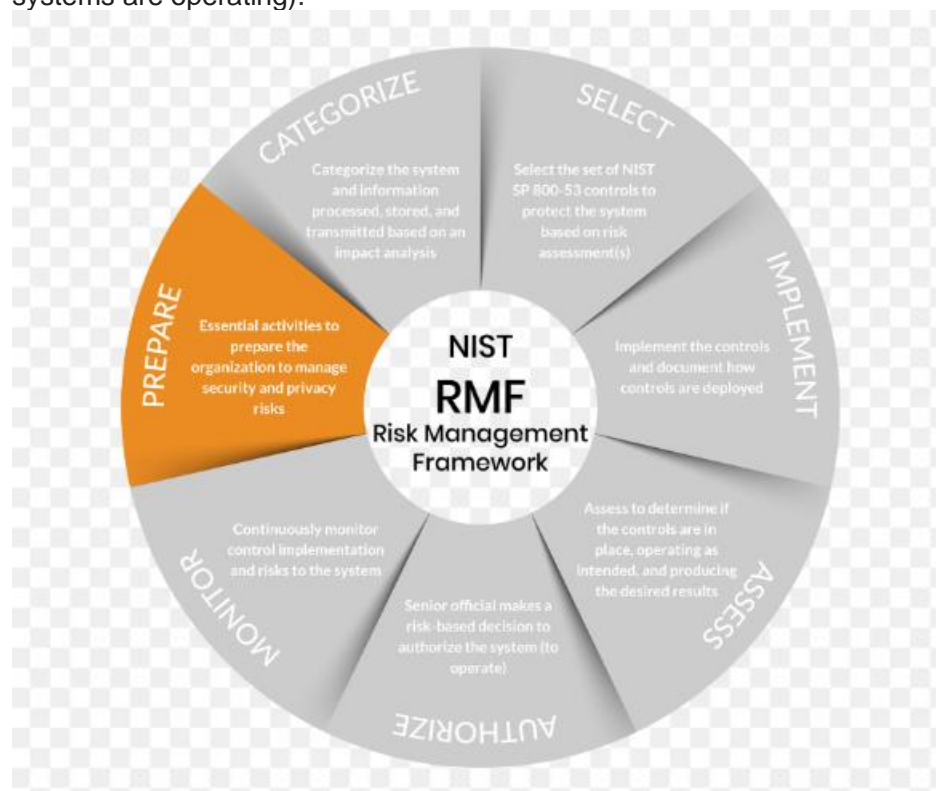 systems are operating).
CATEGORIZE
Categorize the system
and information
processed, stored, and
transmitted based on an
impact analysis
SELECT
Select the set of NIST
SP 800-53 controls to
protect the system
based on risk
assessment(s)
IMPLEMENT
Implement the controls
and document how
controls are deployed
PREPARE
Essential activities to
prepare the
organization to manage
security and privacy
risks
NIST
RMF
Risk Management
Framework
ASSESS
Assess to determine if
the controls are in
place, operating as
intended, and producing
the desired results
MONITOR
Continuously monitor
control implementation
and risks to the system
Senior official makes a
risk-based decision to
authorize the system (to
operate)
AUTHORIZE